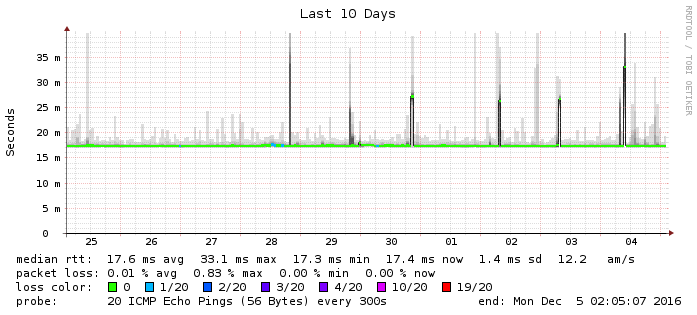 Last 10 Days
RRDTOOL / TOBI OETIKER
Seconds
35 m
30 m
25 m
20 m
15 m
10 m
5 m
0
25 26 27 28 29 30 01 02 03 04
median rtt: 17.6 ms avg 33.1 ms max 17.3 ms min 17.4 ms now 1.4 ms sd 12.2 am/s
packet loss: 0.01 % avg 0.83 % max 0.00 % min 0.00 % now
loss color: 0 1/20 2/20 3/20 4/20 10/20 19/20
probe: 20 ICMP Echo Pings (56 Bytes) every 300s end: Mon Dec 5 02:05:07 2016